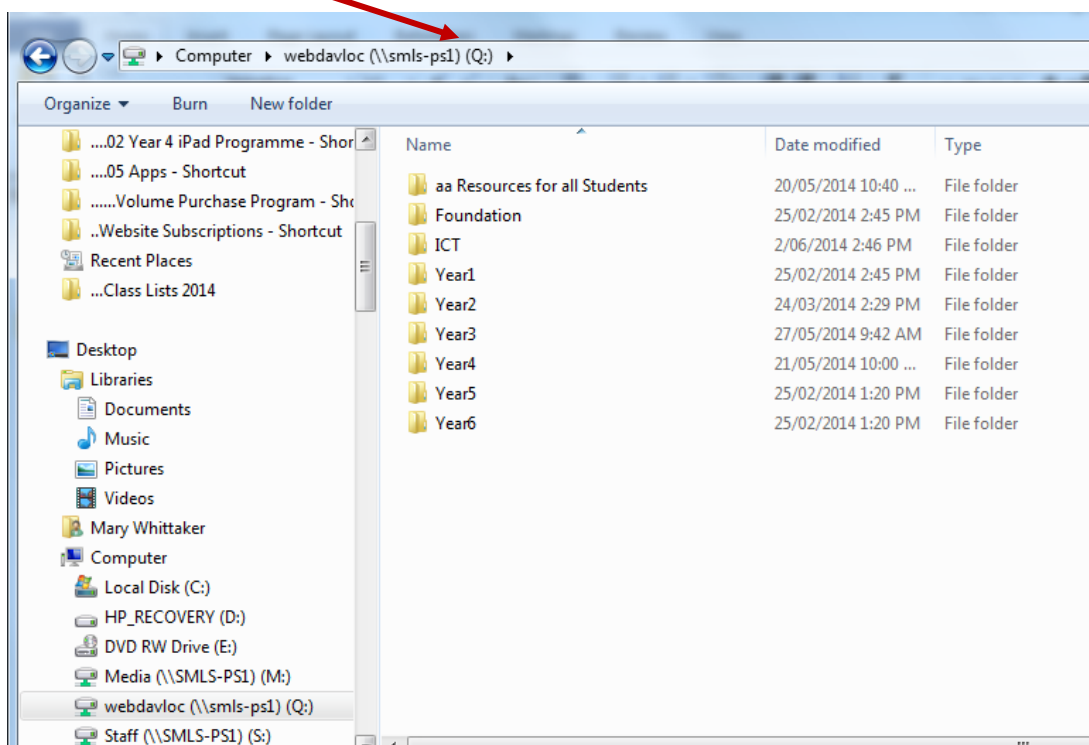 Computer webdavloc (\\smls-ps1) (Q:)
Organize Burn New folder
....02 Year 4 iPad Programme - Shor
....05 Apps - Shortcut
......Volume Purchase Program - Sho
..Website Subscriptions - Shortcut
Recent Places
...Class Lists 2014
Desktop
Libraries
Documents
Music
Pictures
Videos
Mary Whittaker
Computer
Local Disk (C:)
HP_RECOVERY (D:)
DVD RW Drive (E:)
Media (\\SMLS-PS1) (M:)
webdavloc (\\smls-ps1) (Q:)
Staff (\\SMLS-PS1) (S:)
Name Date modified Type
aa Resources for all Students 20/05/2014 10:40 ... File folder
Foundation 25/02/2014 2:45 PM File folder
ICT 2/06/2014 2:46 PM File folder
Year1 25/02/2014 2:45 PM File folder
Year2 24/03/2014 2:29 PM File folder
Year3 27/05/2014 9:42 AM File folder
Year4 21/05/2014 10:00 ... File folder
Year5 25/02/2014 1:20 PM File folder
Year6 25/02/2014 1:20 PM File folder